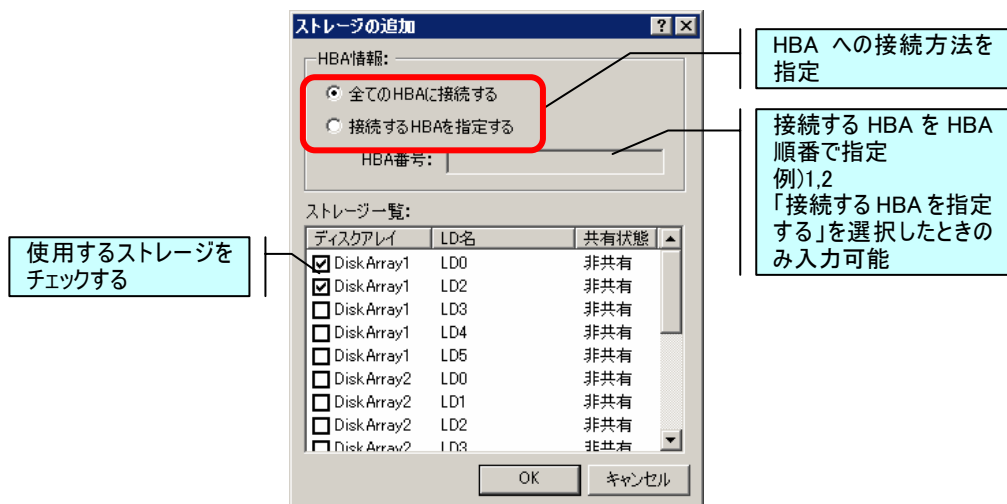 ストレージの追加
HBA情報:
全てのHBAに接続する
接続するHBAを指定する
HBA番号:
ストレージ一覧:
ディスクアレイ LD名 共有状態
DiskArray1 LD0 非共有
DiskArray1 LD2 非共有
DiskArray1 LD3 非共有
DiskArray1 LD4 非共有
DiskArray1 LD5 非共有
DiskArray2 LD0 非共有
DiskArray2 LD1 非共有
DiskArray2 LD2 非共有
DiskArray2 LD3 非共有
OK キャンセル
HBA への接続方法を
指定
接続する HBA を HBA
順番で指定
例)1,2
「接続する HBA を指定
する」を選択したときの
み入力可能
使用するストレージを
チェックする